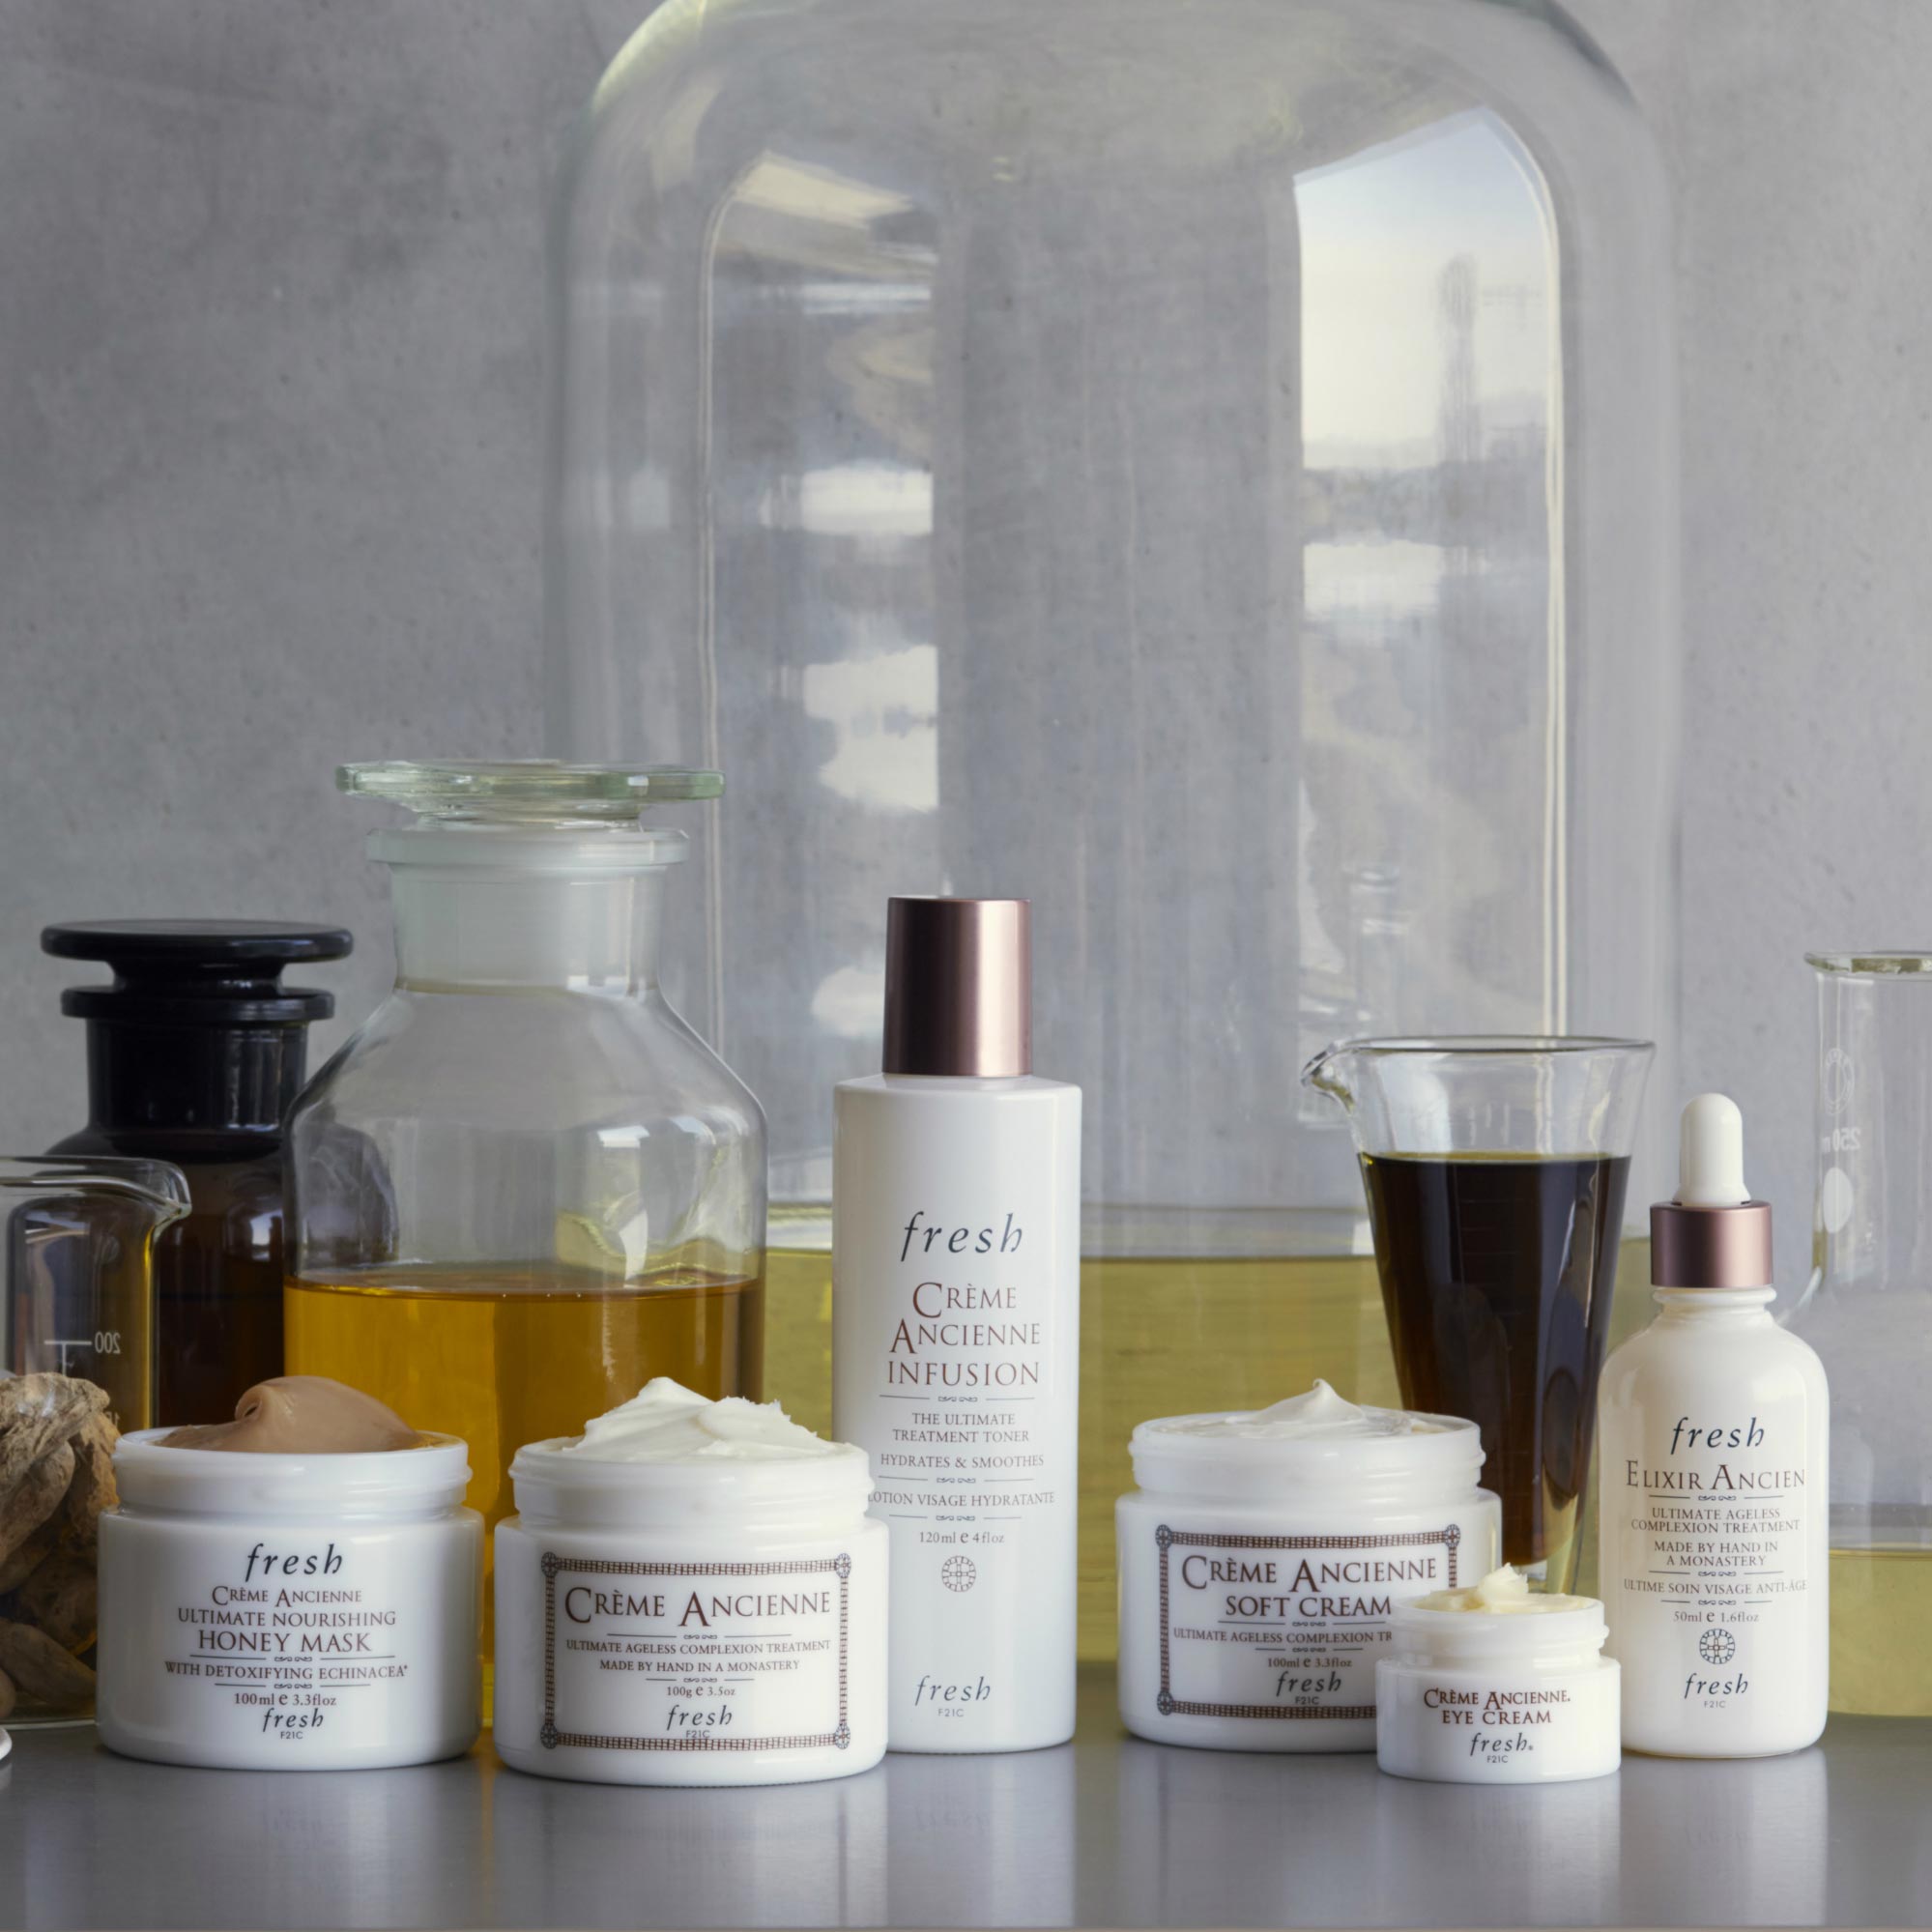 fresh
CRÈME ANCIENNE
ULTIMATE NOURISHING
HONEY MASK
WITH DETOXIFYING ECHINACEA*
100ml e 3.3floz
fresh
F21C
CRÈME ANCIENNE
ULTIMATE AGELESS COMPLEXION TREATMENT
MADE BY HAND IN A MONASTERY
100g e 3.5oz
fresh
F21C
fresh
CRÈME
ANCIENNE
INFUSION
THE ULTIMATE
TREATMENT TONER
HYDRATES & SMOOTHES
LOTION VISAGE HYDRATANTE
120ml e 4floz
fresh
F21C
CRÈME ANCIENNE
SOFT CREAM
ULTIMATE AGELESS COMPLEXION TR
100ml e 3.3floz
fresh
F21C
CRÈME ANCIENNE.
EYE CREAM
fresh®
F21C
fresh
ELIXIR ANCIEN
ULTIMATE AGELESS
COMPLEXION TREATMENT
MADE BY HAND IN
A MONASTERY
ULTIME SOIN VISAGE ANTI-ÂGE
50ml e 1.6floz
fresh
F21C
200
250